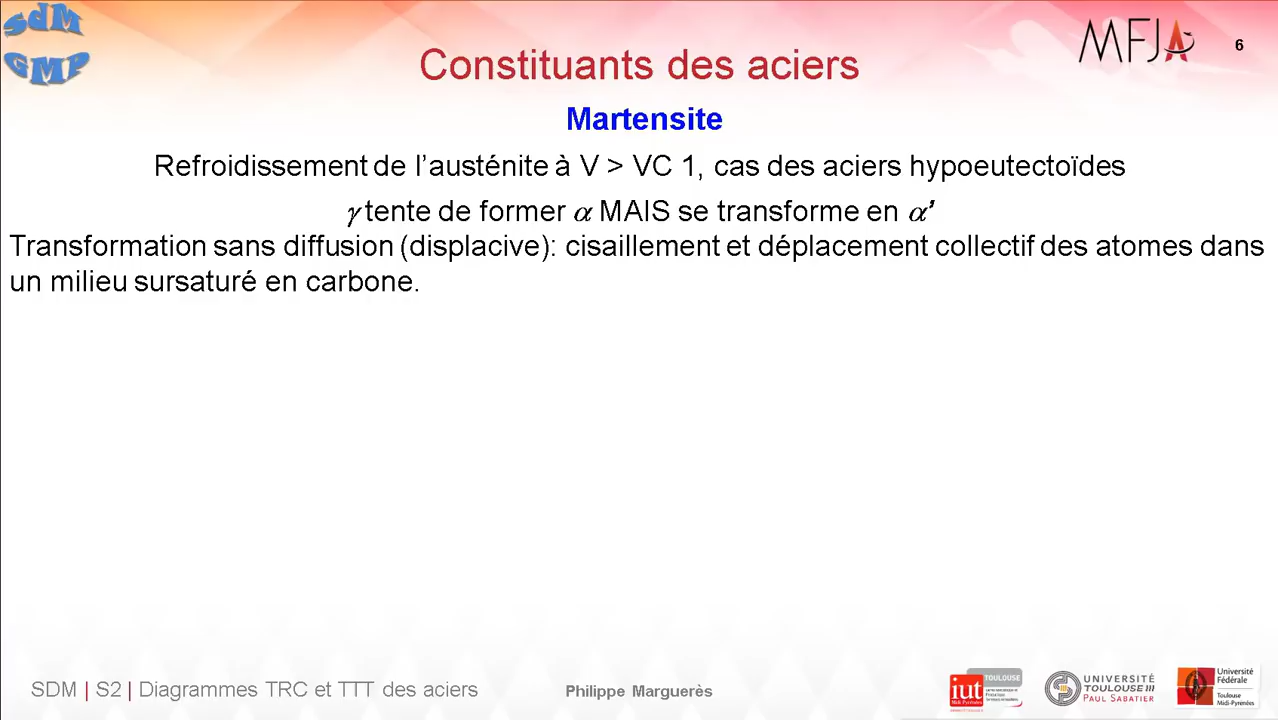 SdM
GMP
MFJA
6
Constituants des aciers
Martensite
Refroidissement de l’austénite à V > VC 1, cas des aciers hypoeutectoïdes
γ tente de former α MAIS se transforme en α’
Transformation sans diffusion (displacive): cisaillement et déplacement collectif des atomes dans
un milieu sursaturé en carbone.
SDM | S2 | Diagrammes TRC et TTT des aciers
Philippe Marguerès
iut
Midi-Pyrénées
TOULOUSE
UNIVERSITÉ
TOULOUSE III
PAUL SABATIER
Université
Fédérale
Toulouse
Midi-Pyrénées